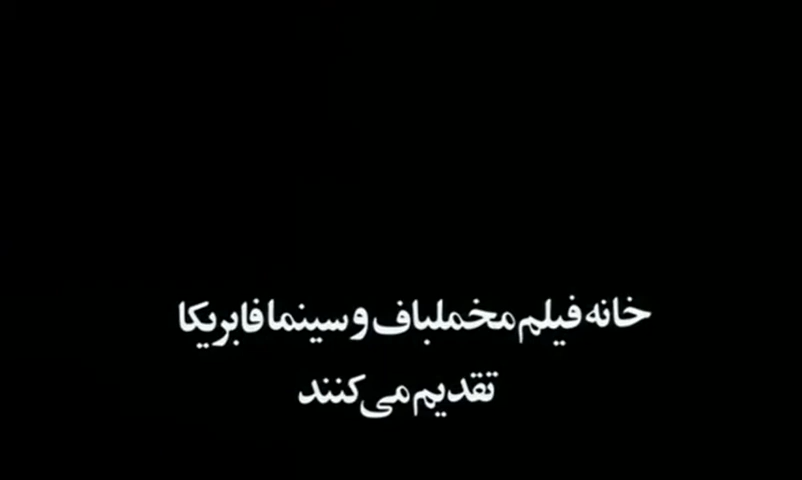 خانه فیلم مخملباف و سینما فابریکا
تقدیم می‌کنند